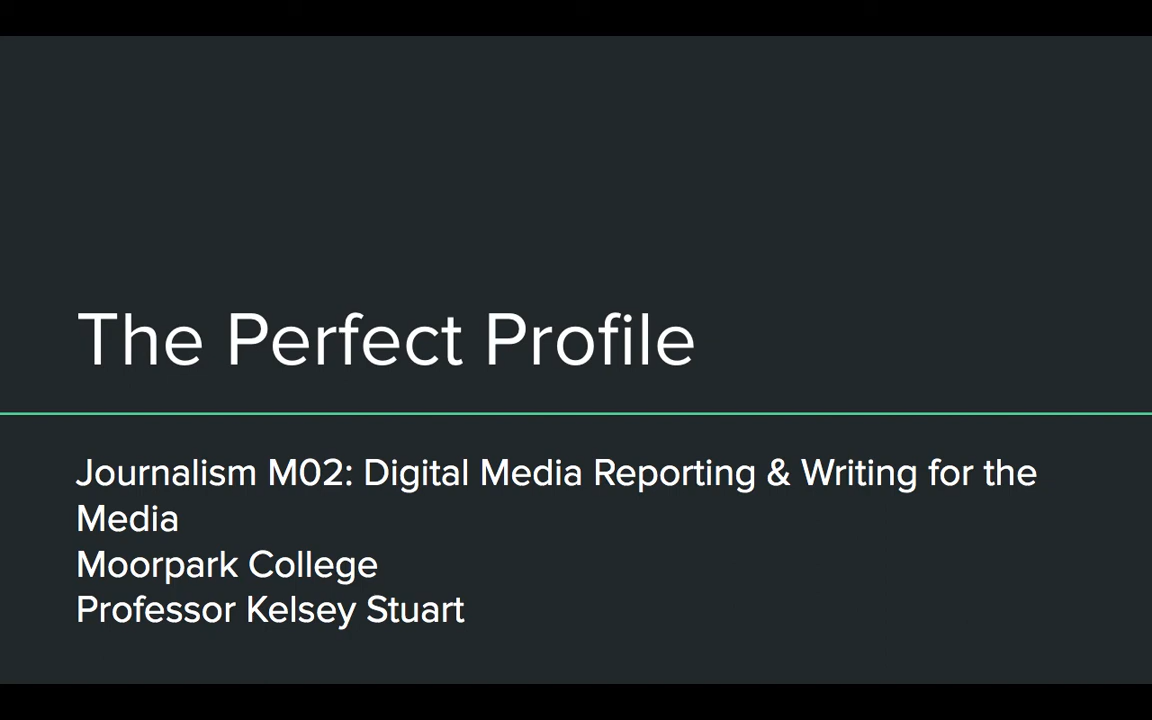 The Perfect Profile
Journalism M02: Digital Media Reporting & Writing for the
Media
Moorpark College
Professor Kelsey Stuart